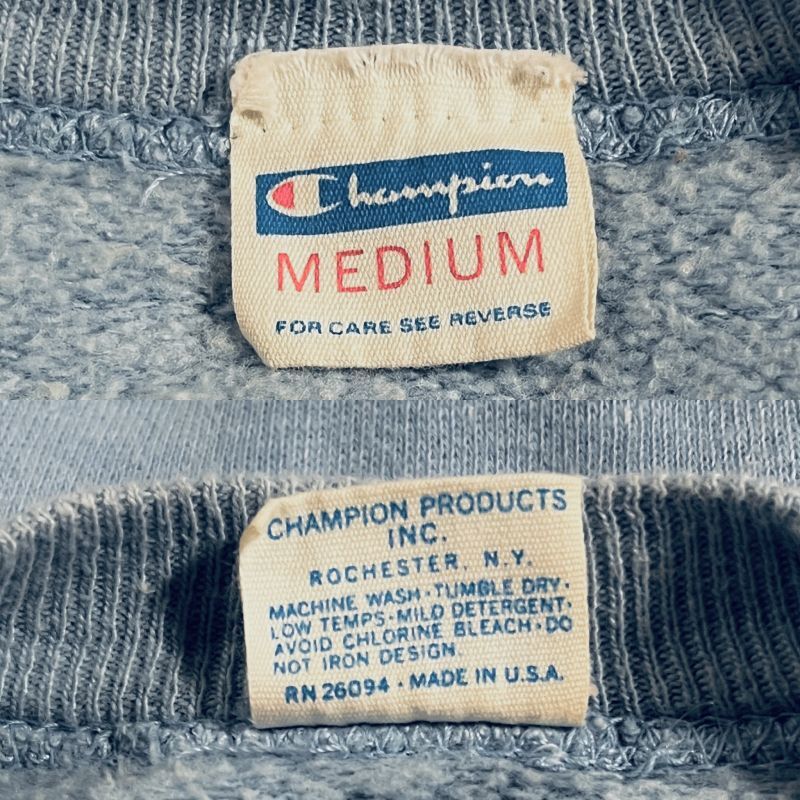 Champion
MEDIUM
FOR CARE SEE REVERSE
CHAMPION PRODUCTS
INC.
ROCHESTER, N.Y.
MACHINE WASH · TUMBLE DRY ·
LOW TEMPS · MILD DETERGENT ·
AVOID CHLORINE BLEACH · DO
NOT IRON DESIGN.
RN 26094 · MADE IN U.S.A.